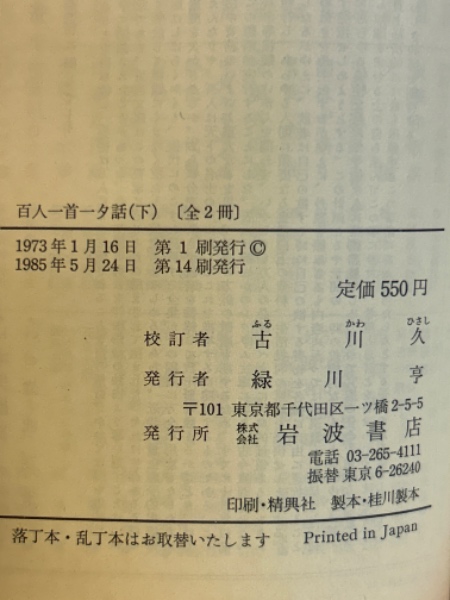 百人一首一夕話(下) 〔全2冊〕
1973年1月16日 第1刷発行©
1985年5月24日 第14刷発行
定価550円
ふる かわ ひさし
校訂者 古川久
発行者 緑川亨
〒101 東京都千代田区一ツ橋2-5-5
発行所 株式会社 岩波書店
電話 03-265-4111
振替 東京6-26240
印刷・精興社 製本・桂川製本
落丁本・乱丁本はお取替いたします Printed in Japan